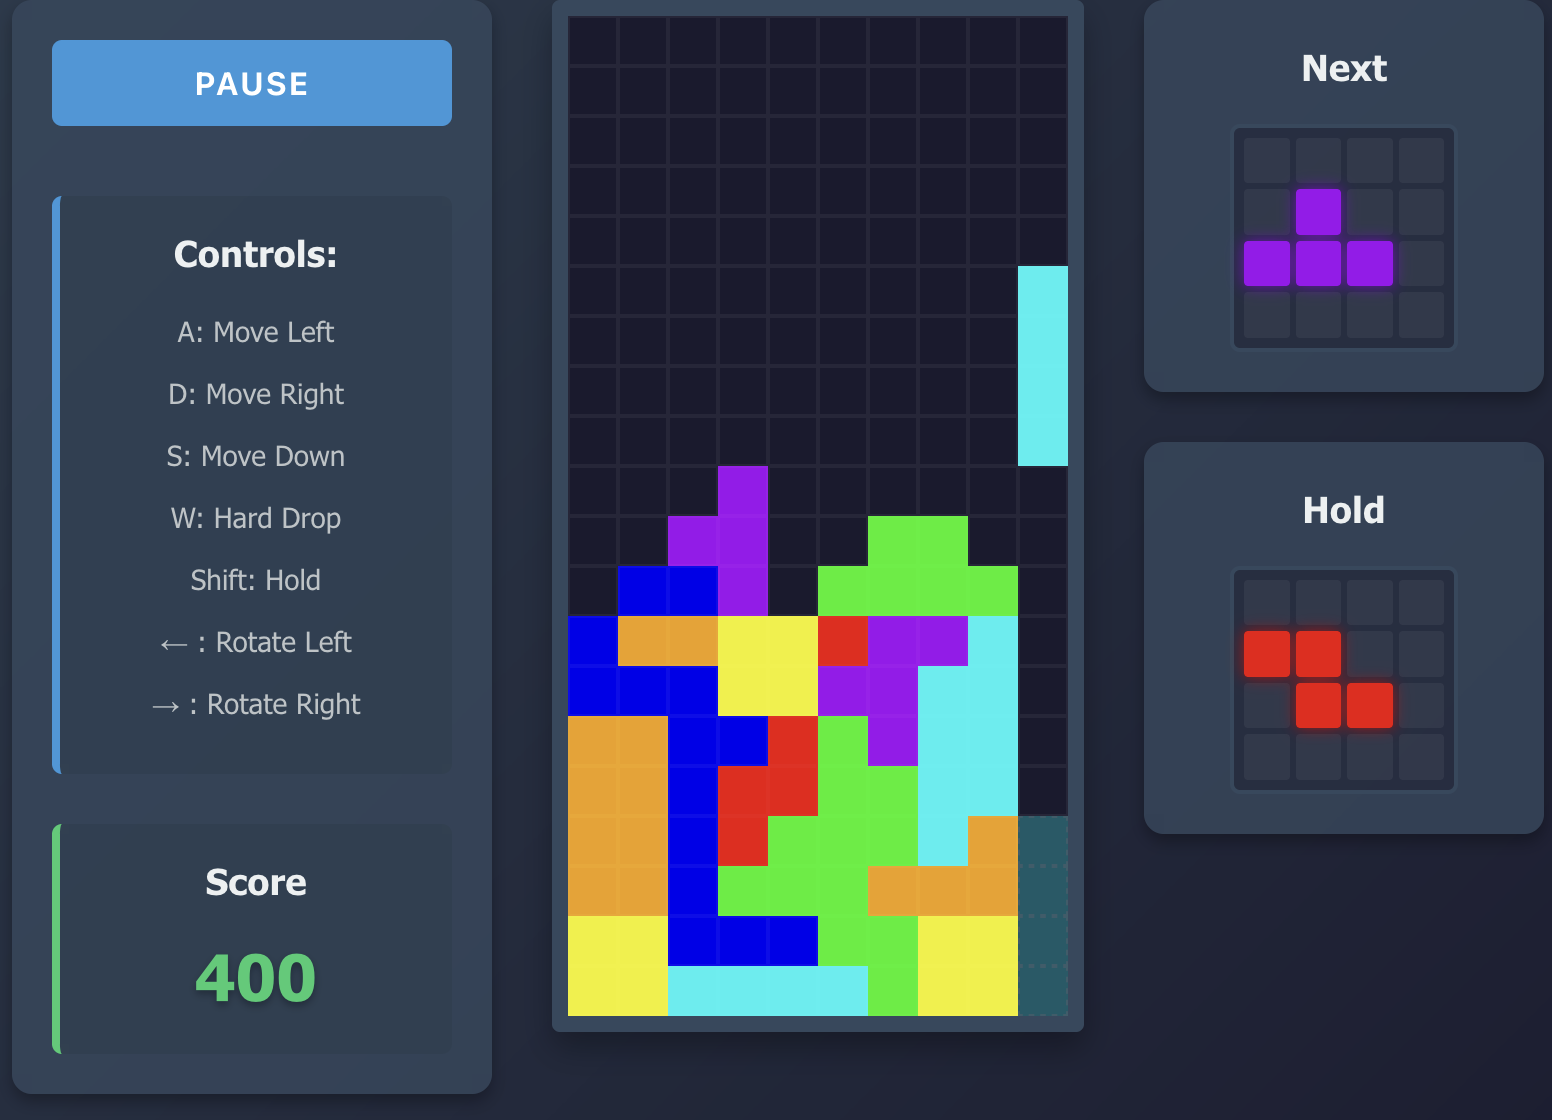 PAUSE
Controls:
A: Move Left
D: Move Right
S: Move Down
W: Hard Drop
Shift: Hold
← : Rotate Left
→ : Rotate Right
Score
400
Next
Hold